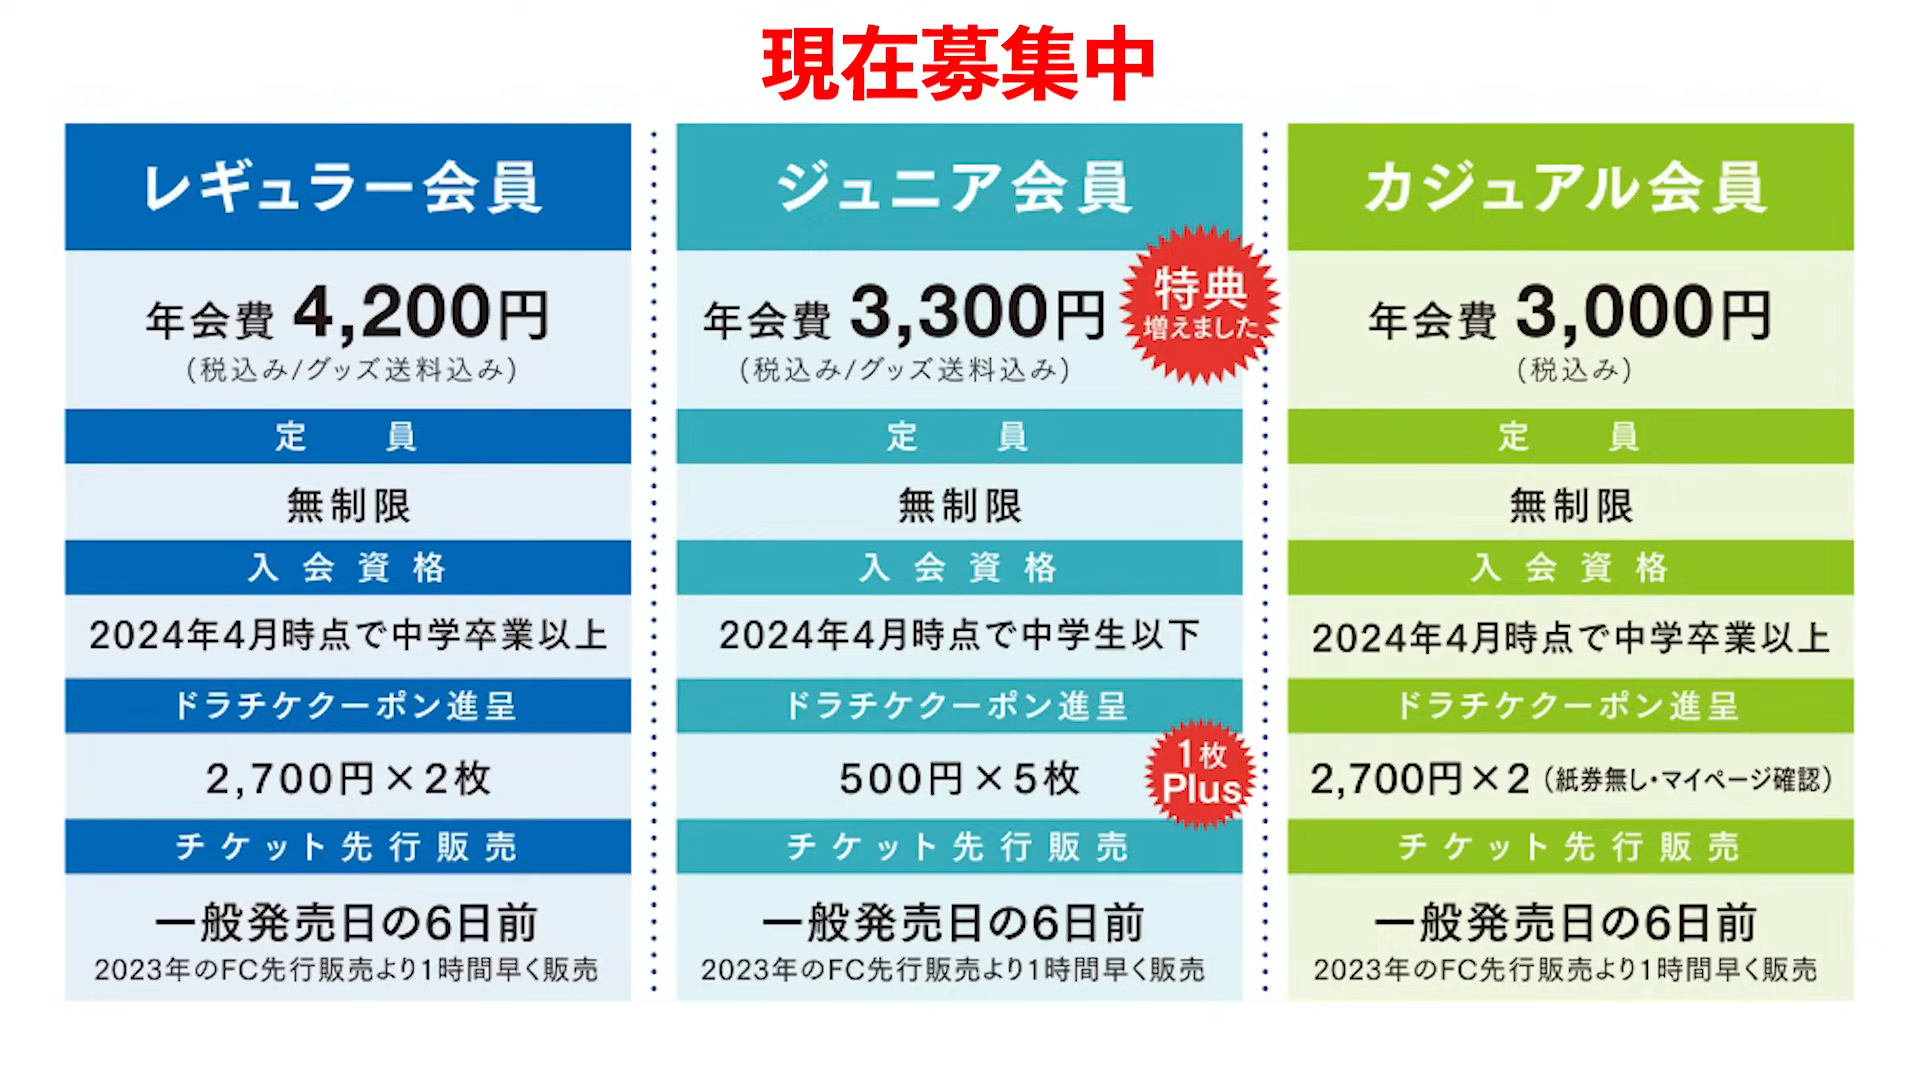 現在募集中
レギュラー会員
年会費 4,200円
(税込み/グッズ送料込み)
定員
無制限
入会資格
2024年4月時点で中学卒業以上
ドラチケクーポン進呈
2,700円×2枚
チケット先行販売
一般発売日の6日前
2023年のFC先行販売より1時間早く販売
ジュニア会員
特典
増えました
年会費 3,300円
(税込み/グッズ送料込み)
定員
無制限
入会資格
2024年4月時点で中学生以下
ドラチケクーポン進呈
500円×5枚
1枚
Plus
チケット先行販売
一般発売日の6日前
2023年のFC先行販売より1時間早く販売
カジュアル会員
年会費 3,000円
(税込み)
定員
無制限
入会資格
2024年4月時点で中学卒業以上
ドラチケクーポン進呈
2,700円×2(紙券無し・マイページ確認)
チケット先行販売
一般発売日の6日前
2023年のFC先行販売より1時間早く販売